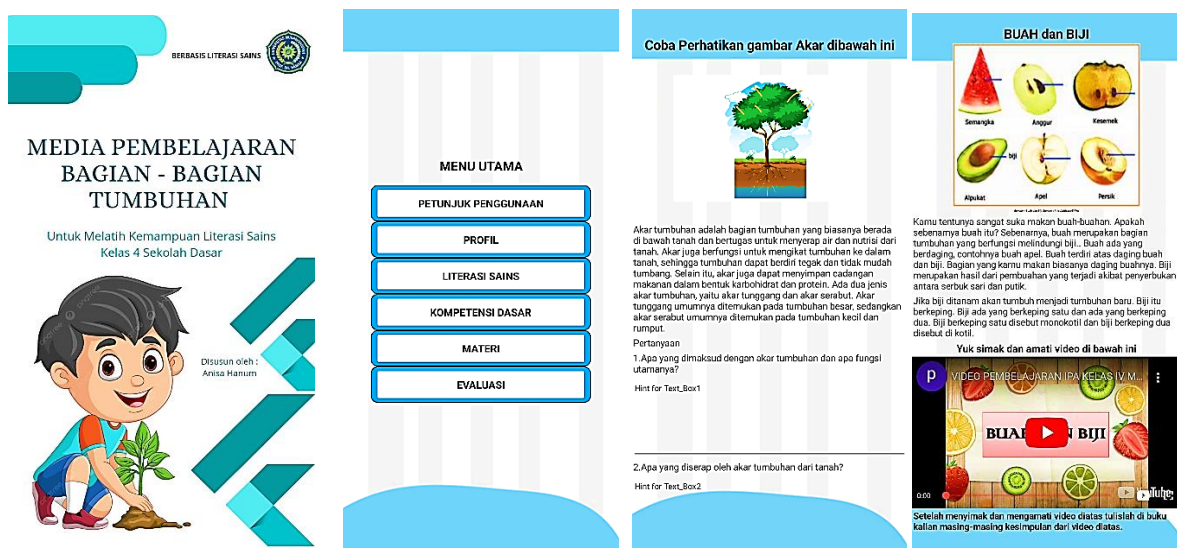 BERBASIS LITERASI SAINS
MEDIA PEMBELAJARAN
BAGIAN - BAGIAN
TUMBUHAN
Untuk Melatih Kemampuan Literasi Sains
Kelas 4 Sekolah Dasar
Disusun oleh :
Anisa Hanum
MENU UTAMA
PETUNJUK PENGGUNAAN
PROFIL
LITERASI SAINS
KOMPETENSI DASAR
MATERI
EVALUASI
Coba Perhatikan gambar Akar dibawah ini
Akar tumbuhan adalah bagian tumbuhan yang biasanya berada
di bawah tanah dan bertugas untuk menyerap air dan nutrisi dari
tanah. Akar juga berfungsi untuk mengikat tumbuhan ke dalam
tanah, sehingga tumbuhan dapat berdiri tegak dan tidak mudah
tumbang. Selain itu, akar juga dapat menyimpan cadangan
makanan dalam bentuk karbohidrat dan protein. Ada dua jenis
akar tumbuhan, yaitu akar tunggang dan akar serabut. Akar
tunggang umumnya ditemukan pada tumbuhan besar, sedangkan
akar serabut umumnya ditemukan pada tumbuhan kecil dan
rumput.
Pertanyaan
1.Apa yang dimaksud dengan akar tumbuhan dan apa fungsi
utamanya?
Hint for Text_Box1
2.Apa yang diserap oleh akar tumbuhan dari tanah?
Hint for Text_Box2
BUAH dan BIJI
Semangka
Anggur
Kesemek
biji
Alpukat
Apel
Persik
Kamu tentunya sangat suka makan buah-buahan. Apakah
sebenarnya buah itu? Sebenarnya, buah merupakan bagian
tumbuhan yang berfungsi melindungi biji.. Buah ada yang
berdaging, contohnya buah apel. Buah terdiri atas daging buah
dan biji. Bagian yang kamu makan biasanya daging buahnya. Biji
merupakan hasil dari pembuahan yang terjadi akibat penyerbukan
antara serbuk sari dan putik.
Jika biji ditanam akan tumbuh menjadi tumbuhan baru. Biji itu
berkeping. Biji ada yang berkeping satu dan ada yang berkeping
dua. Biji berkeping satu disebut monokotil dan biji berkeping dua
disebut di kotil.
Yuk simak dan amati video di bawah ini
p
VIDEO PEMBELAJARAN IPA KELAS IV M...
BUAH DAN BIJI
0:00
YouTube
Setelah menyimak dan mengamati video diatas tulislah di buku
kalian masing-masing kesimpulan dari video diatas.